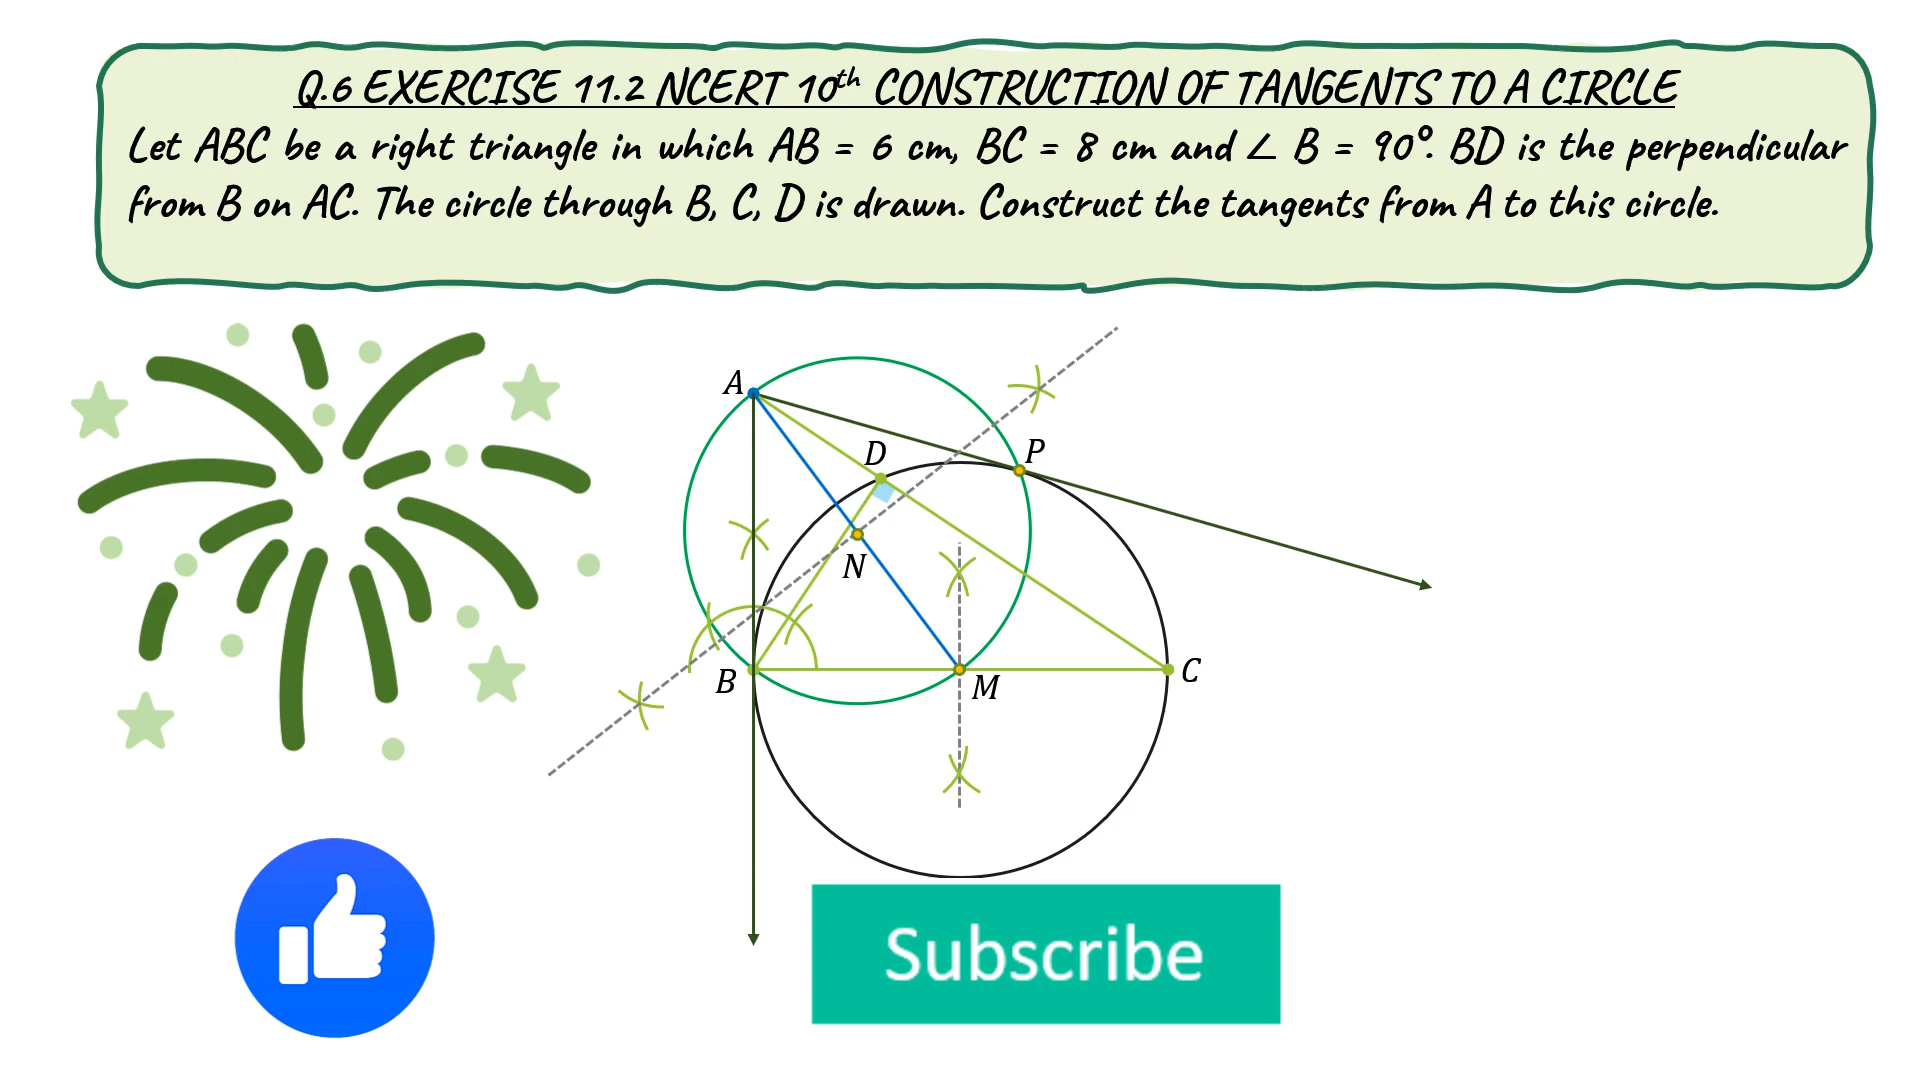 Q.6 EXERCISE 11.2 NCERT 10th CONSTRUCTION OF TANGENTS TO A CIRCLE
Let ABC be a right triangle in which AB = 6 cm, BC = 8 cm and ∠ B = 90°. BD is the perpendicular
from B on AC. The circle through B, C, D is drawn. Construct the tangents from A to this circle.
A
D
P
N
B
M
C
Subscribe